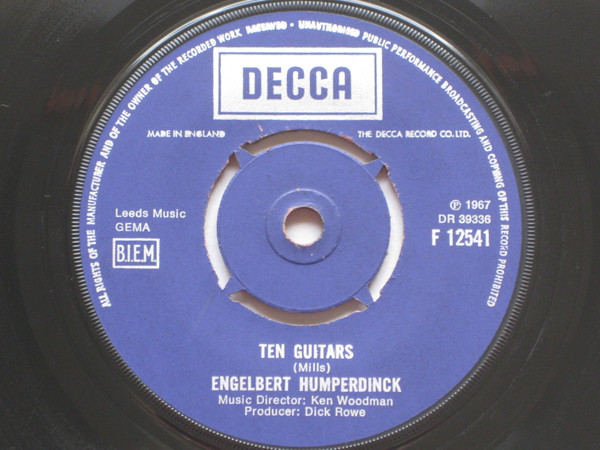 ALL RIGHTS OF THE MANUFACTURER AND OF THE OWNER OF THE RECORDED WORK RESERVED • UNAUTHORISED PUBLIC PERFORMANCE BROADCASTING AND COPYING OF THIS RECORD PROHIBITED
DECCA
MADE IN ENGLAND
THE DECCA RECORD CO. LTD.
Leeds Music
GEMA
B.I.E.M.
℗ 1967
DR 39336
F 12541
TEN GUITARS
(Mills)
ENGELBERT HUMPERDINCK
Music Director: Ken Woodman
Producer: Dick Rowe